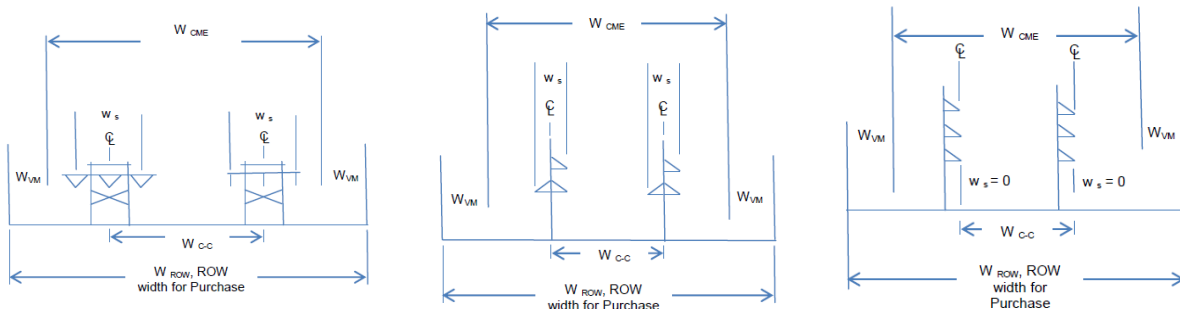 W CME
w s
℄
w s
℄
W VM
W VM
W C-C
W ROW, ROW
width for Purchase
W CME
w s
℄
w s
℄
W VM
W VM
W C-C
W ROW, ROW
width for Purchase
W CME
℄
℄
W VM
W VM
w s = 0
w s = 0
W C-C
W ROW, ROW
width for
Purchase